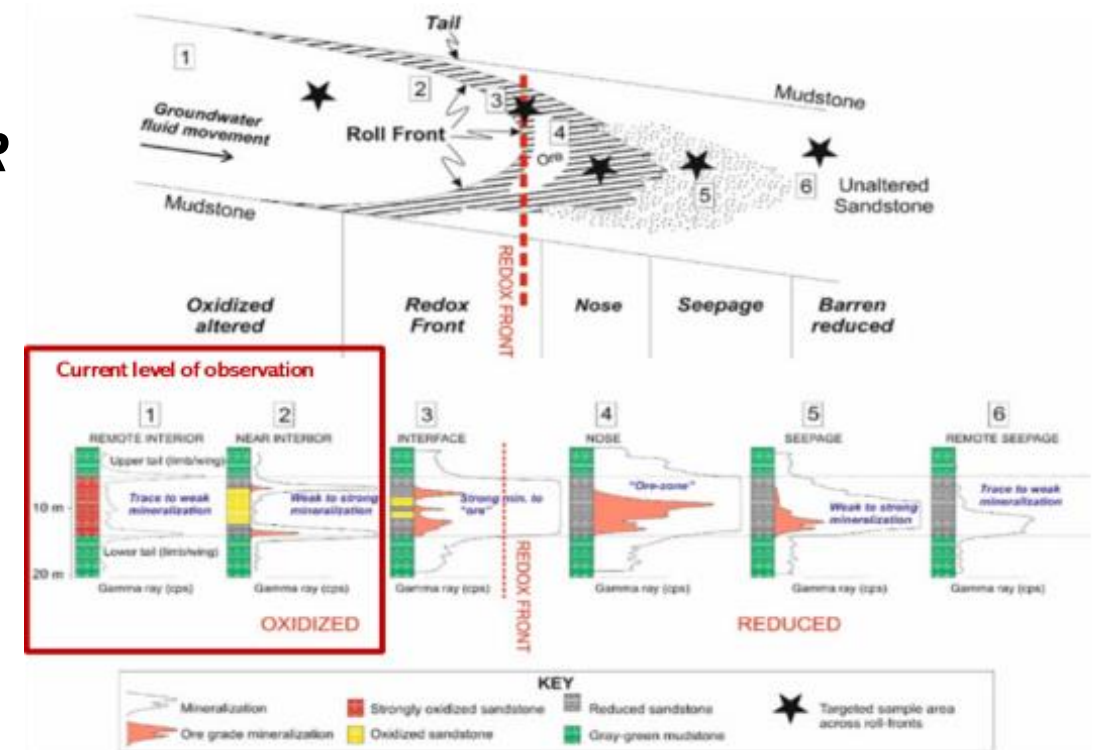 Tail
1
2
3
4
Mudstone
Groundwater
fluid movement
Roll Front
Ore
R
5
6
Unaltered
Sandstone
Mudstone
REDOX FRONT
Oxidized
altered
Redox
Front
Nose
Seepage
Barren
reduced
Current level of observation
1
2
3
4
5
6
REMOTE INTERIOR
NEAR INTERIOR
INTERFACE
NOSE
SEEPAGE
REMOTE SEEPAGE
Upper tail (limb/wing)
Trace to weak
mineralization
Weak to strong
mineralization
Strong min. to
"ore"
"Ore-zone"
Weak to strong
mineralization
Trace to weak
mineralization
10 m
Lower tail (limb/wing)
20 m
Gamma ray (cps)
Gamma ray (cps)
Gamma ray (cps)
Gamma ray (cps)
Gamma ray (cps)
Gamma ray (cps)
REDOX FRONT
OXIDIZED
REDUCED
KEY
Mineralization
Ore grade mineralization
Strongly oxidized sandstone
Oxidized sandstone
Reduced sandstone
Gray-green mudstone
Targeted sample area
across roll-fronts